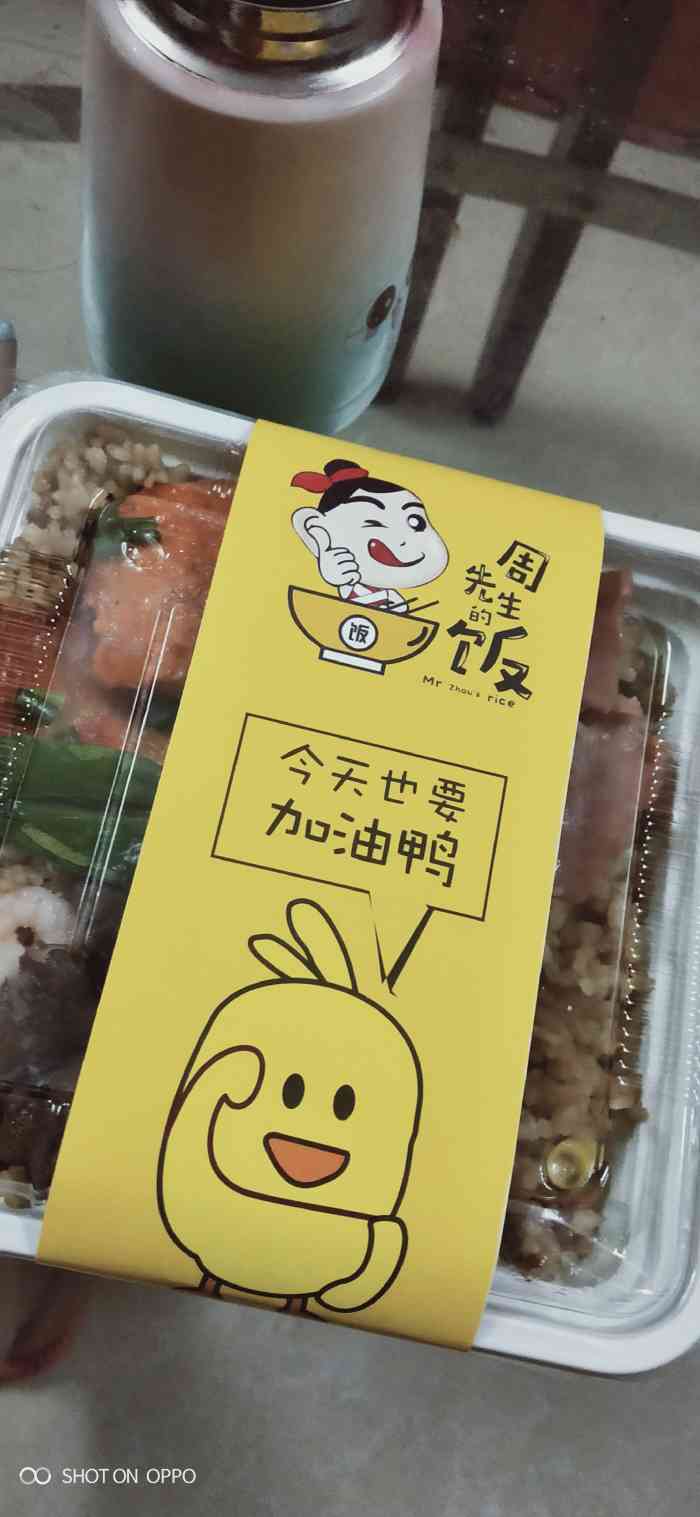 周
先生
的
饭
饭
Mr Zhou's rice
今天也要
加油鸭
SHOT ON OPPO